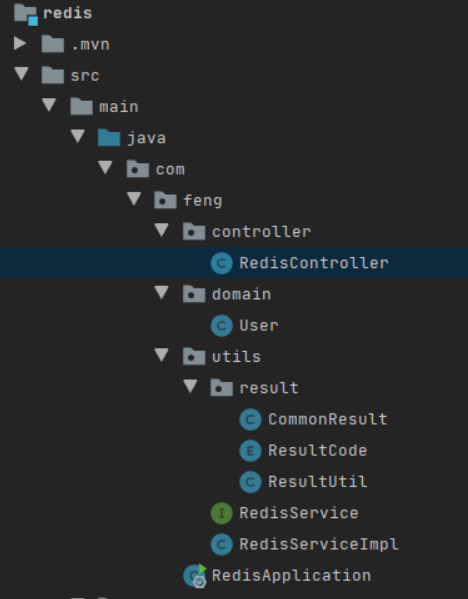 redis
.mvn
src
main
java
com
feng
controller
C RedisController
domain
C User
utils
result
C CommonResult
E ResultCode
C ResultUtil
I RedisService
C RedisServiceImpl
RedisApplication